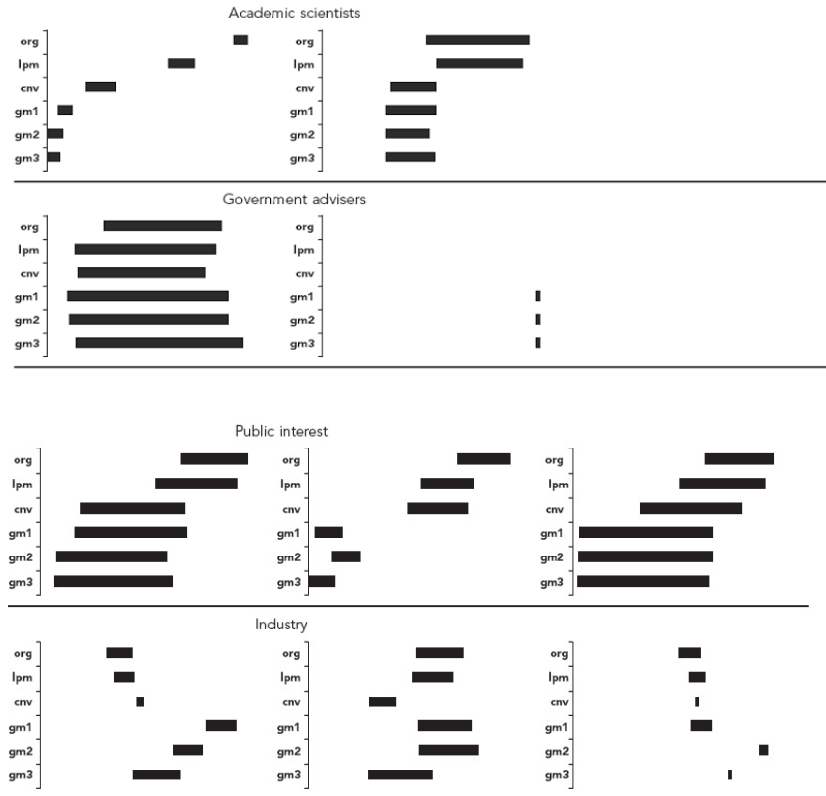 Academic scientists
org
lpm
cnv
gm1
gm2
gm3
org
lpm
cnv
gm1
gm2
gm3
Government advisers
org
lpm
cnv
gm1
gm2
gm3
org
lpm
cnv
gm1
gm2
gm3
Public interest
org
lpm
cnv
gm1
gm2
gm3
org
lpm
cnv
gm1
gm2
gm3
org
lpm
cnv
gm1
gm2
gm3
Industry
org
lpm
cnv
gm1
gm2
gm3
org
lpm
cnv
gm1
gm2
gm3
org
lpm
cnv
gm1
gm2
gm3